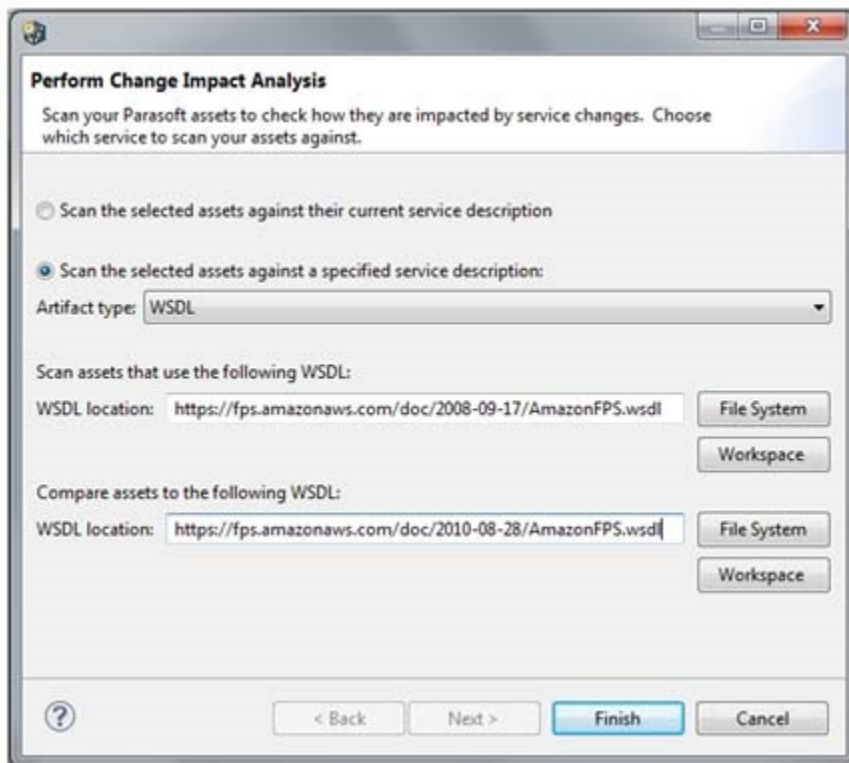 Perform Change Impact Analysis
Scan your Parasoft assets to check how they are impacted by service changes. Choose
which service to scan your assets against.
Scan the selected assets against their current service description
Scan the selected assets against a specified service description:
Artifact type: WSDL
Scan assets that use the following WSDL:
WSDL location: https://fps.amazonaws.com/doc/2008-09-17/AmazonFPS.wsdl File System
Workspace
Compare assets to the following WSDL:
WSDL location: https://fps.amazonaws.com/doc/2010-08-28/AmazonFPS.wsdl File System
Workspace
? < Back Next > Finish Cancel